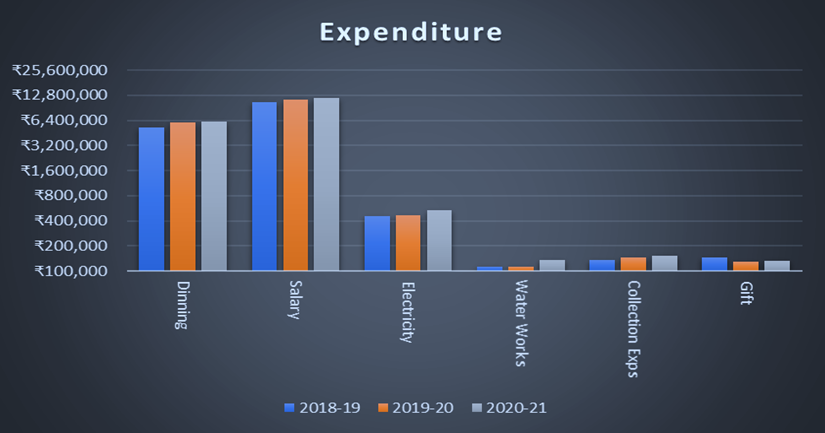 Expenditure
₹25,600,000
₹12,800,000
₹6,400,000
₹3,200,000
₹1,600,000
₹800,000
₹400,000
₹200,000
₹100,000
Dinning
Salary
Electricity
Water Works
Collection Exps
Gift
2018-19 2019-20 2020-21